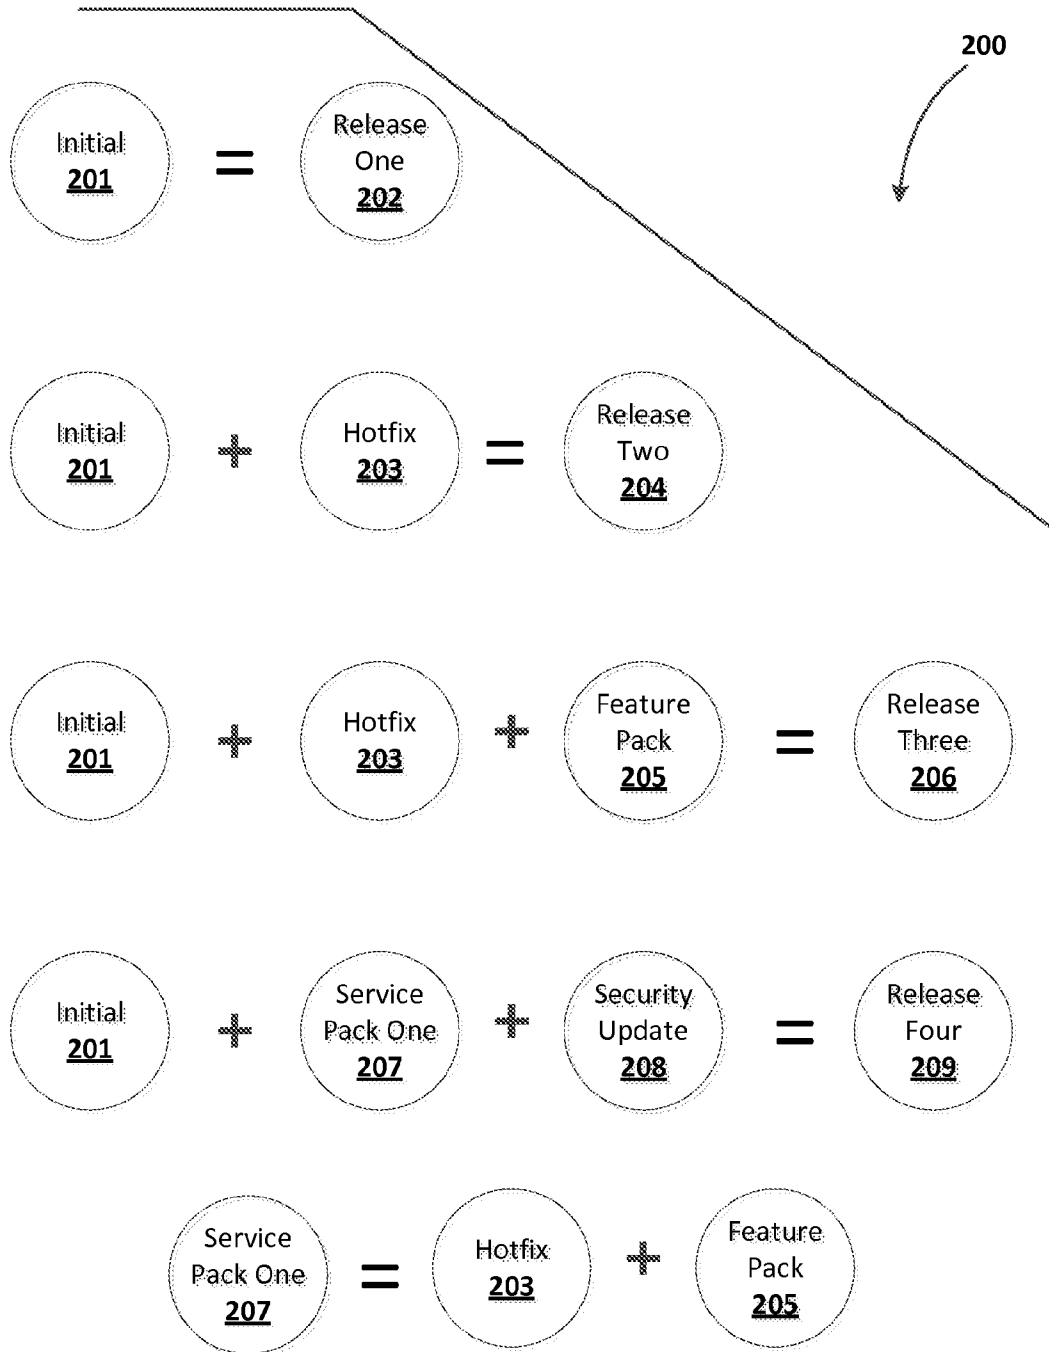 200
Initial
201
=
Release
One
202
Initial
201
+
Hotfix
203
=
Release
Two
204
Initial
201
+
Hotfix
203
+
Feature
Pack
205
=
Release
Three
206
Initial
201
+
Service
Pack One
207
+
Security
Update
208
=
Release
Four
209
Service
Pack One
207
=
Hotfix
203
+
Feature
Pack
205